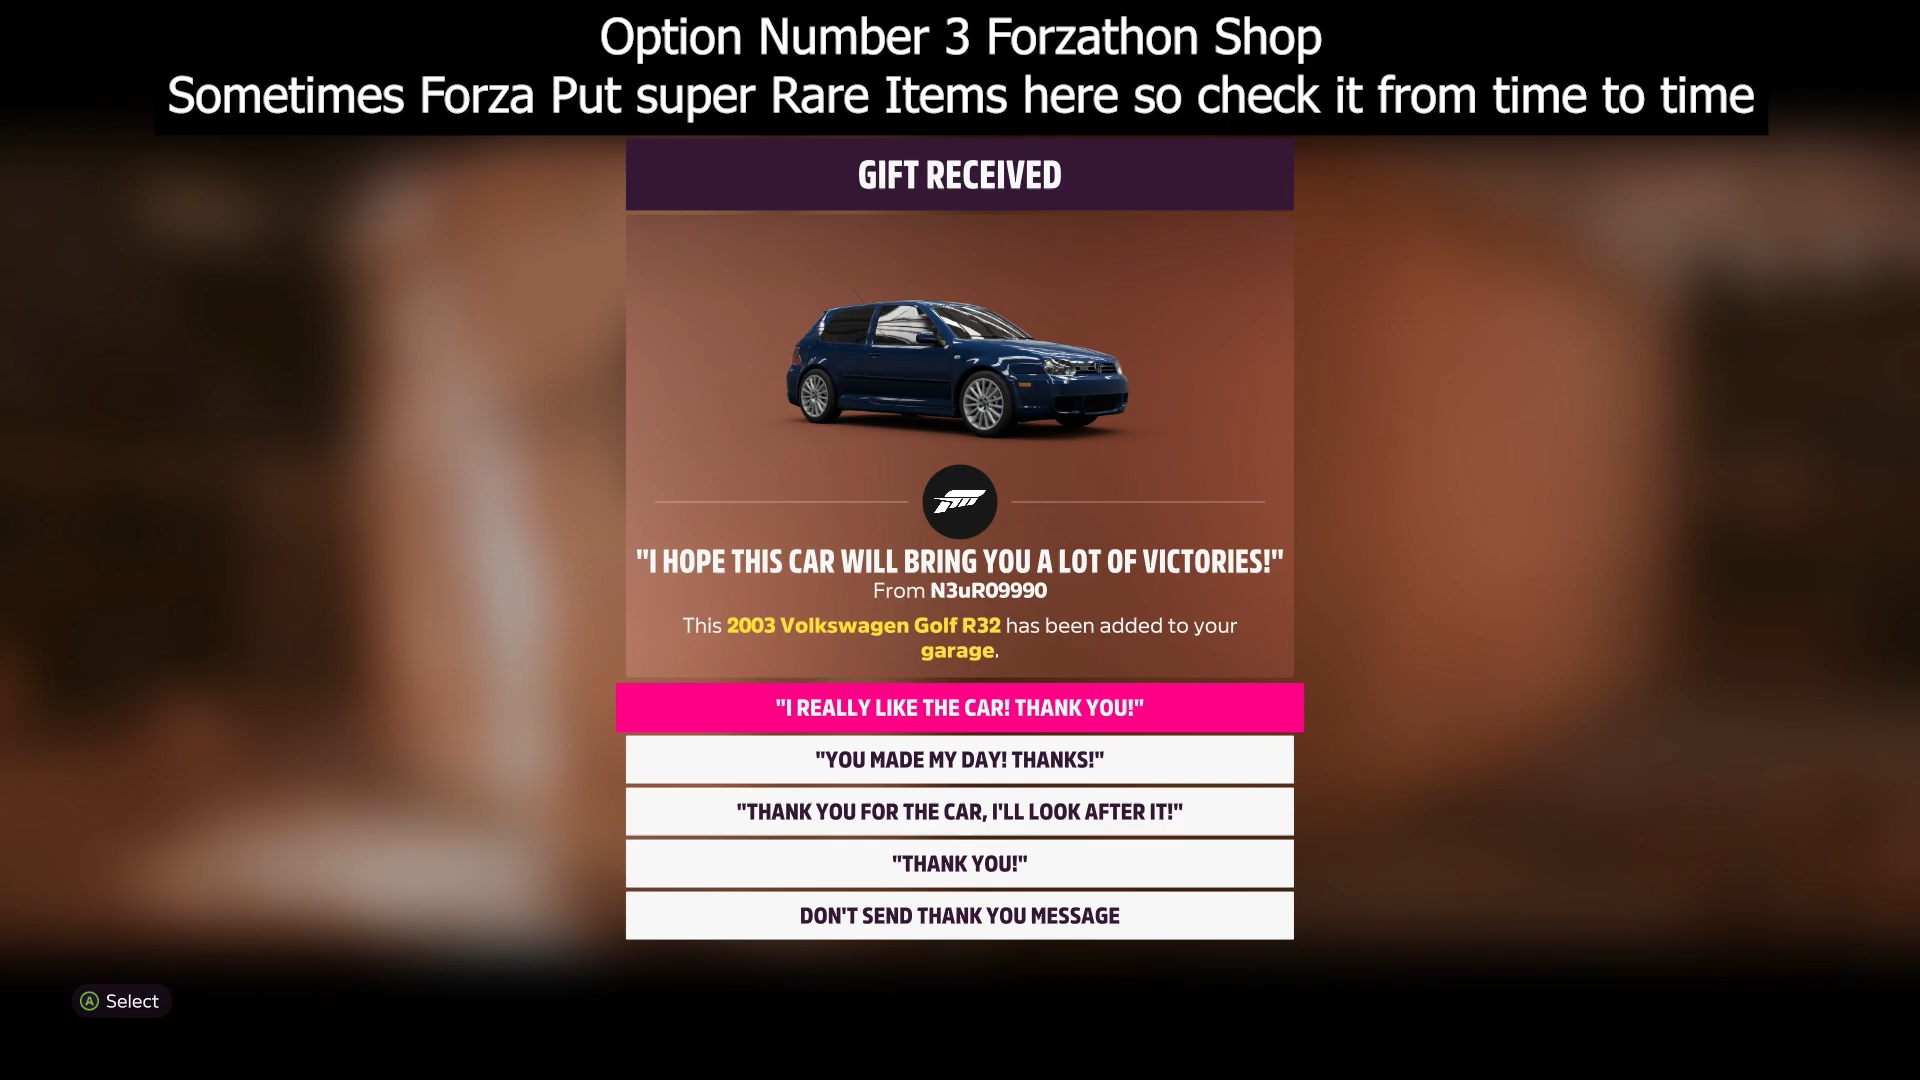 Option Number 3 Forzathon Shop
Sometimes Forza Put super Rare Items here so check it from time to time
GIFT RECEIVED
"I HOPE THIS CAR WILL BRING YOU A LOT OF VICTORIES!"
From N3uR09990
This 2003 Volkswagen Golf R32 has been added to your
garage.
"I REALLY LIKE THE CAR! THANK YOU!"
"YOU MADE MY DAY! THANKS!"
"THANK YOU FOR THE CAR, I'LL LOOK AFTER IT!"
"THANK YOU!"
DON'T SEND THANK YOU MESSAGE
A Select